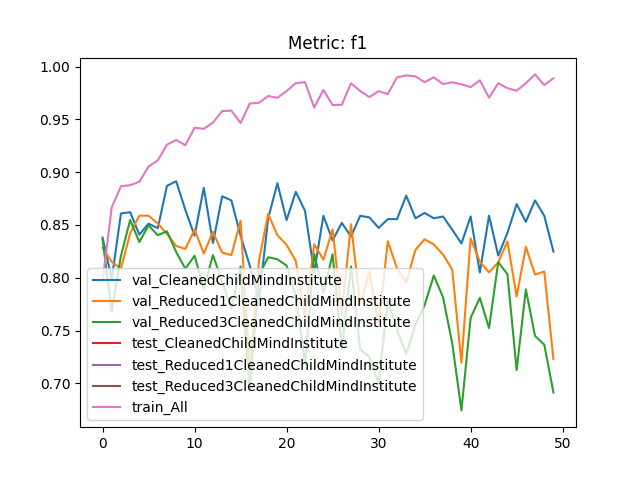 Metric: f1
1.00
0.95
0.90
0.85
0.80
0.75
0.70
val_CleanedChildMindInstitute
val_Reduced1CleanedChildMindInstitute
val_Reduced3CleanedChildMindInstitute
test_CleanedChildMindInstitute
test_Reduced1CleanedChildMindInstitute
test_Reduced3CleanedChildMindInstitute
train_All
0 10 20 30 40 50